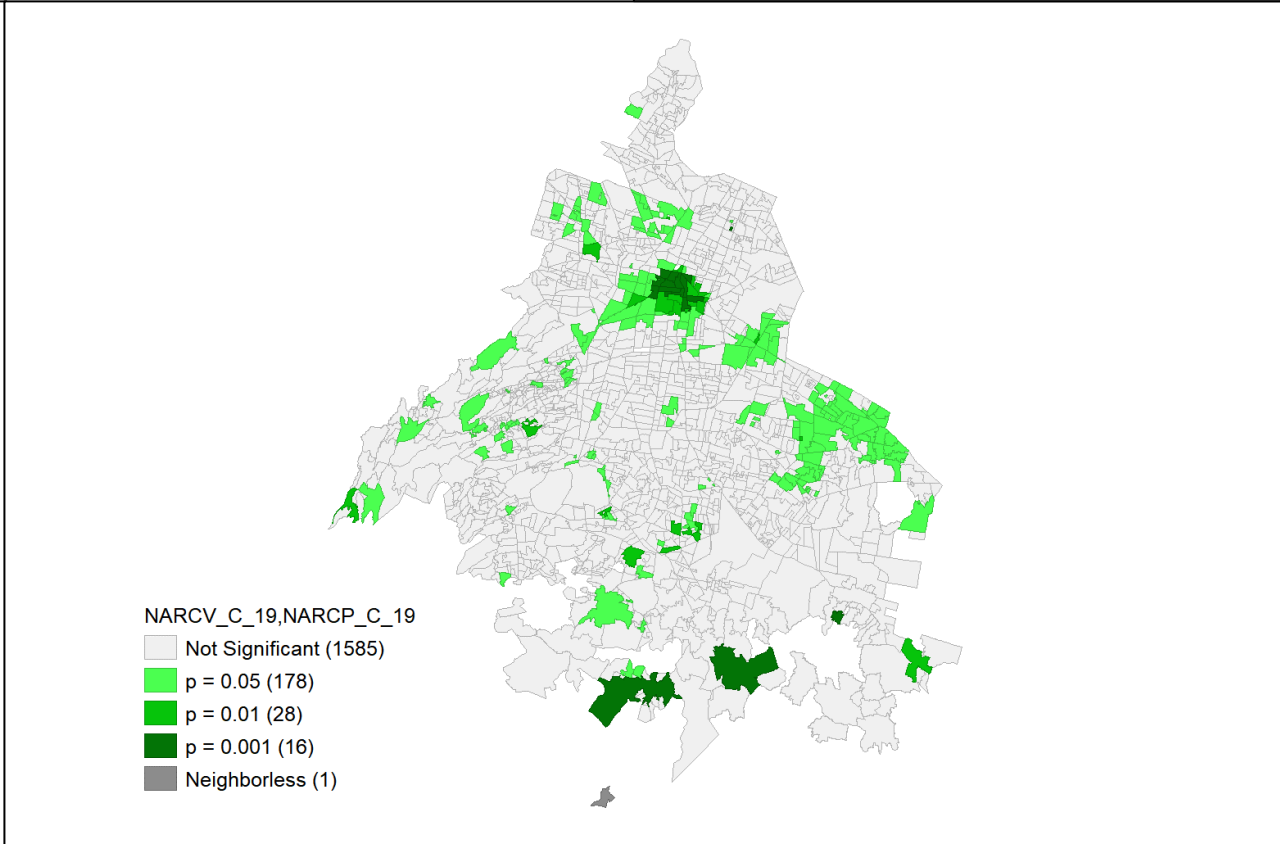 NARCV_C_19,NARCP_C_19
Not Significant (1585)
p = 0.05 (178)
p = 0.01 (28)
p = 0.001 (16)
Neighborless (1)